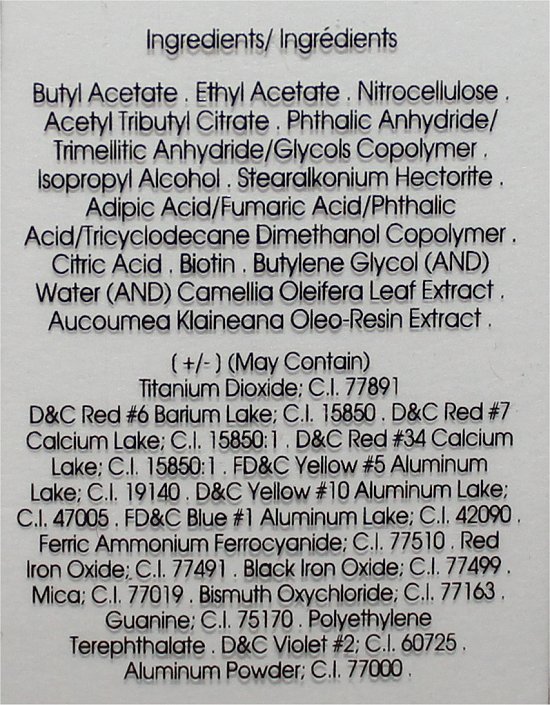 Ingredients/ Ingrédients
Butyl Acetate . Ethyl Acetate . Nitrocellulose .
Acetyl Tributyl Citrate . Phthalic Anhydride/
Trimellitic Anhydride/Glycols Copolymer .
Isopropyl Alcohol . Stearalkonium Hectorite .
Adipic Acid/Fumaric Acid/Phthalic
Acid/Tricyclodecane Dimethanol Copolymer .
Citric Acid . Biotin . Butylene Glycol (AND)
Water (AND) Camellia Oleifera Leaf Extract .
Aucoumea Klaineana Oleo-Resin Extract .
( +/- ) (May Contain)
Titanium Dioxide; C.I. 77891
D&C Red #6 Barium Lake; C.I. 15850 . D&C Red #7
Calcium Lake; C.I. 15850:1 . D&C Red #34 Calcium
Lake; C.I. 15850:1 . FD&C Yellow #5 Aluminum
Lake; C.I. 19140 . D&C Yellow #10 Aluminum Lake;
C.I. 47005 . FD&C Blue #1 Aluminum Lake; C.I. 42090 .
Ferric Ammonium Ferrocyanide; C.I. 77510 . Red
Iron Oxide; C.I. 77491 . Black Iron Oxide; C.I. 77499 .
Mica; C.I. 77019 . Bismuth Oxychloride; C.I. 77163 .
Guanine; C.I. 75170 . Polyethylene
Terephthalate . D&C Violet #2; C.I. 60725 .
Aluminum Powder; C.I. 77000 .